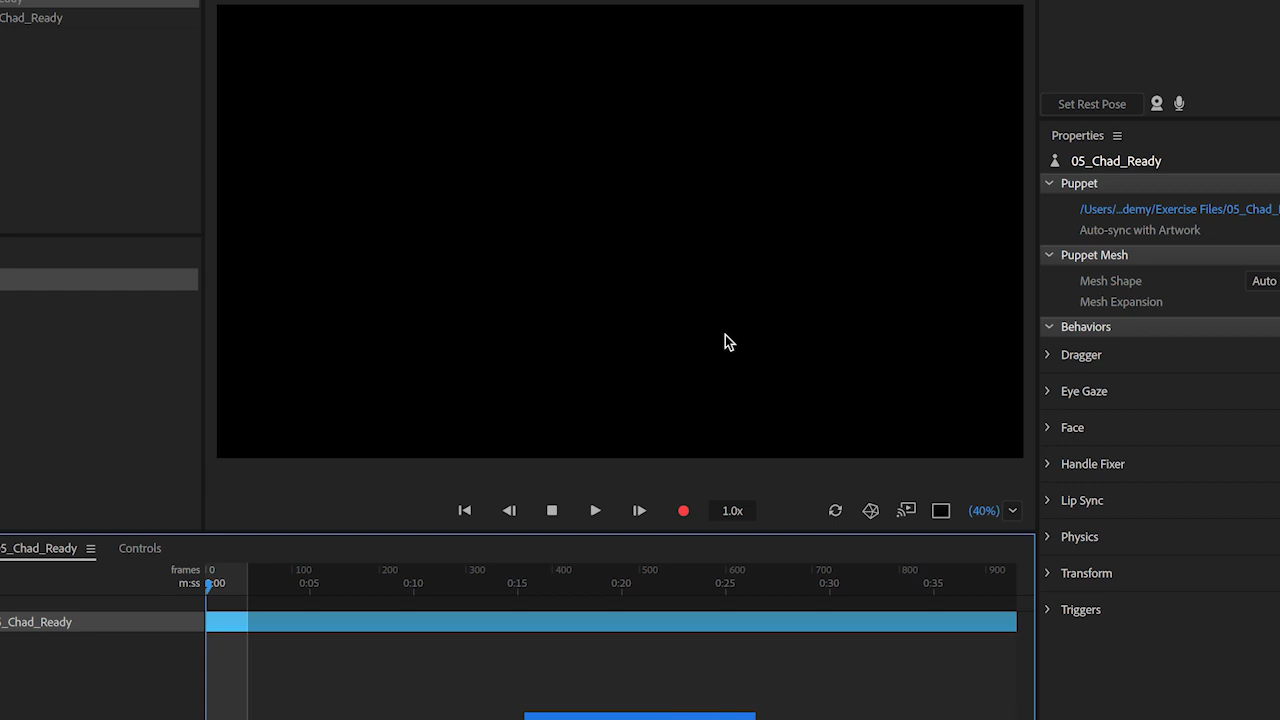 Chad_Ready
Set Rest Pose
Properties
05_Chad_Ready
Puppet
/Users/...demy/Exercise Files/05_Chad_
Auto-sync with Artwork
Puppet Mesh
Mesh Shape
Auto
Mesh Expansion
Behaviors
Dragger
Eye Gaze
Face
Handle Fixer
Lip Sync
Physics
Transform
Triggers
1.0x
(40%)
5_Chad_Ready
Controls
frames 0 100 200 300 400 500 600 700 800 900
m:ss 0:00 0:05 0:10 0:15 0:20 0:25 0:30 0:35
5_Chad_Ready